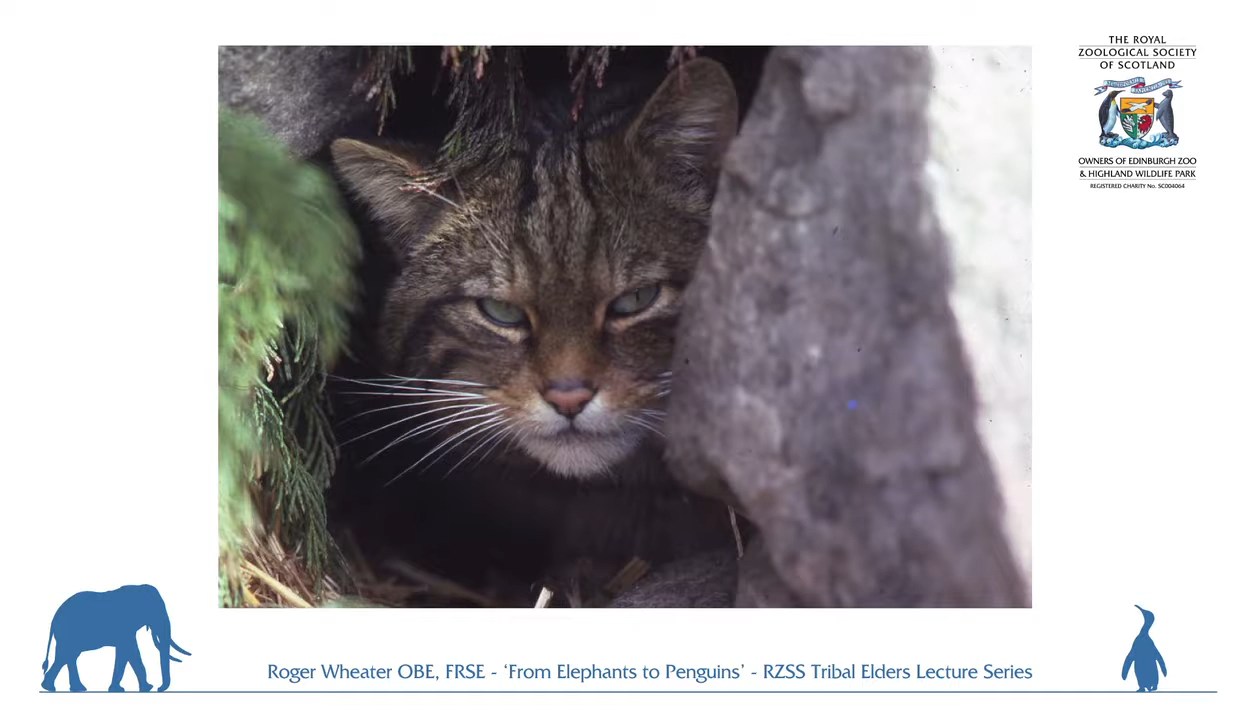 THE ROYAL
ZOOLOGICAL SOCIETY
OF SCOTLAND
OWNERS OF EDINBURGH ZOO
& HIGHLAND WILDLIFE PARK
REGISTERED CHARITY No. SC004064
Roger Wheater OBE, FRSE - ‘From Elephants to Penguins’ - RZSS Tribal Elders Lecture Series